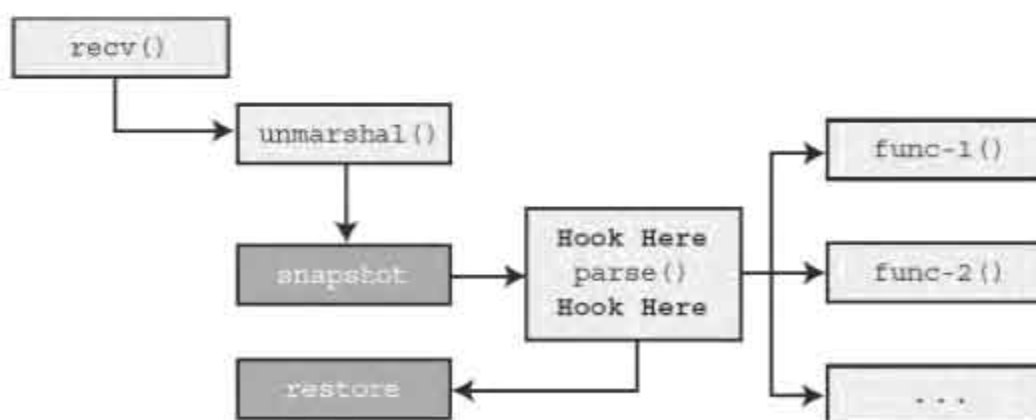 recv()
unmarshal()
snapshot
restore
Hook Here
parse()
Hook Here
func-1()
func-2()
...